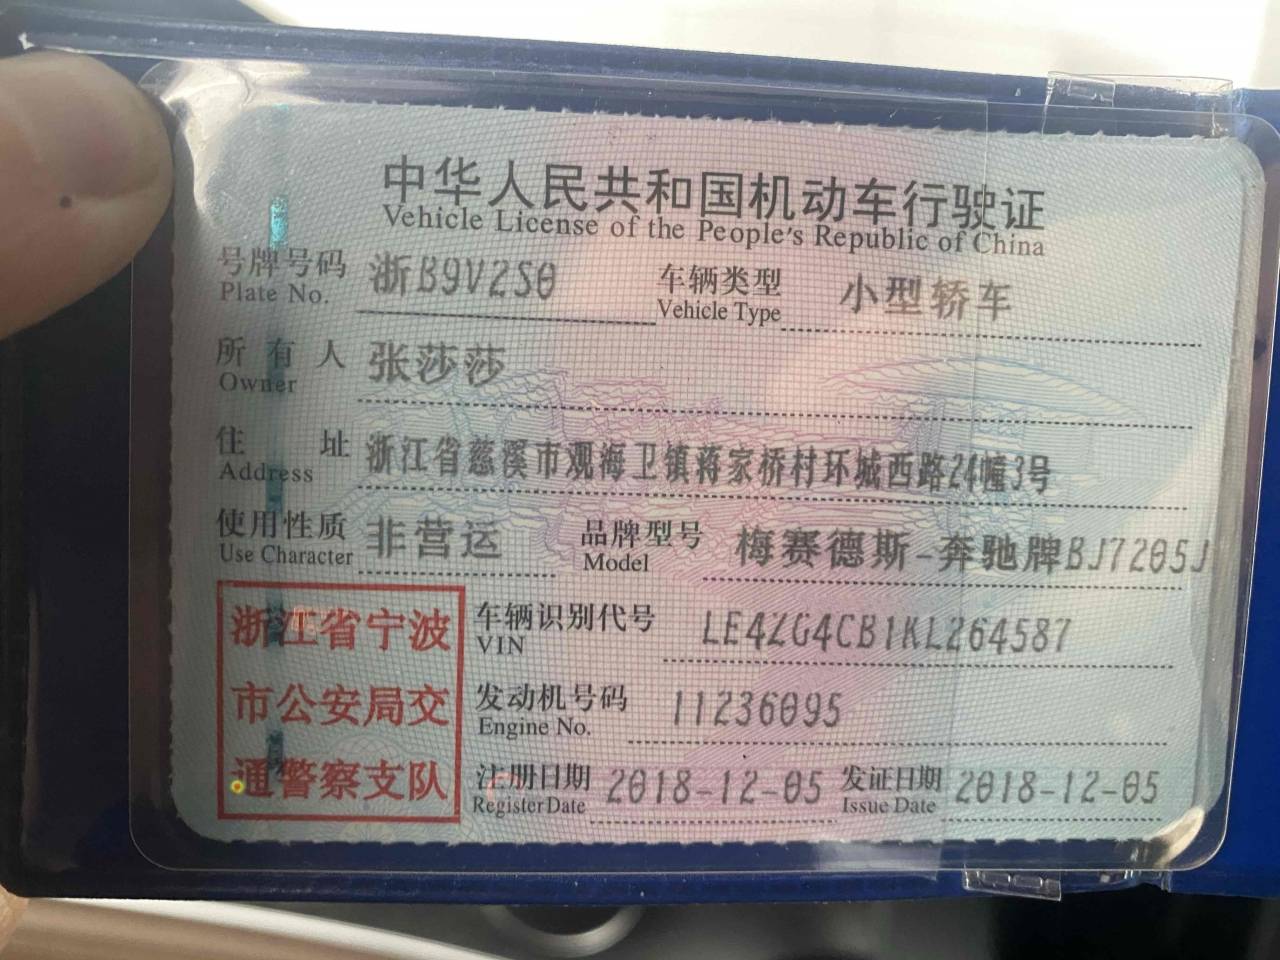 中华人民共和国机动车行驶证
Vehicle License of the People's Republic of China
号牌号码 浙B9V2S0 车辆类型 小型轿车
Plate No. Vehicle Type
所有人 张莎莎
Owner
住址 浙江省慈溪市观海卫镇蒋家桥村环城西路24幢3号
Address
使用性质 非营运 品牌型号 梅赛德斯-奔驰牌BJ7205J
Use Character Model
浙江省宁波
市公安局交
通警察支队
车辆识别代号 LE4ZG4CB1KL264587
VIN
发动机号码 11236095
Engine No.
注册日期 2018-12-05 发证日期 2018-12-05
Register Date Issue Date